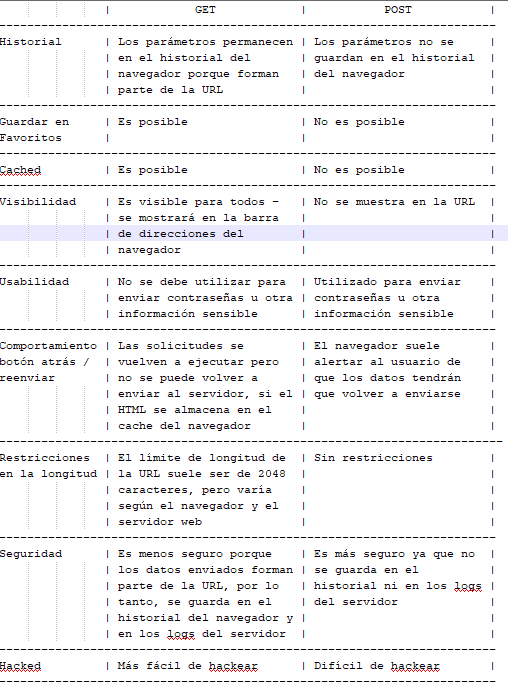 GET | POST |
Historial | Los parámetros permanecen | Los parámetros no se |
| en el historial del | guardan en el historial |
| navegador porque forman | del navegador |
| parte de la URL | |
Guardar en | Es posible | No es posible |
Favoritos | | |
Cached | Es posible | No es posible |
Visibilidad | Es visible para todos - | No se muestra en la URL |
| se mostrará en la barra | |
| de direcciones del | |
| navegador | |
Usabilidad | No se debe utilizar para | Utilizado para enviar |
| enviar contraseñas u otra | contraseñas u otra |
| información sensible | información sensible |
Comportamiento | Las solicitudes se | El navegador suele |
botón atrás / | vuelven a ejecutar pero | alertar al usuario de |
reenviar | no se puede volver a | que los datos tendrán |
| enviar al servidor, si el | que volver a enviarse |
| HTML se almacena en el | |
| cache del navegador | |
Restricciones | El límite de longitud de | Sin restricciones |
en la longitud | la URL suele ser de 2048 | |
| caracteres, pero varía | |
| según el navegador y el | |
| servidor web | |
Seguridad | Es menos seguro porque | Es más seguro ya que no |
| los datos enviados forman | se guarda en el |
| parte de la URL, por lo | historial ni en los logs |
| tanto, se guarda en el | del servidor |
| historial del navegador y | |
| en los logs del servidor | |
Hacked | Más fácil de hackear | Difícil de hackear |